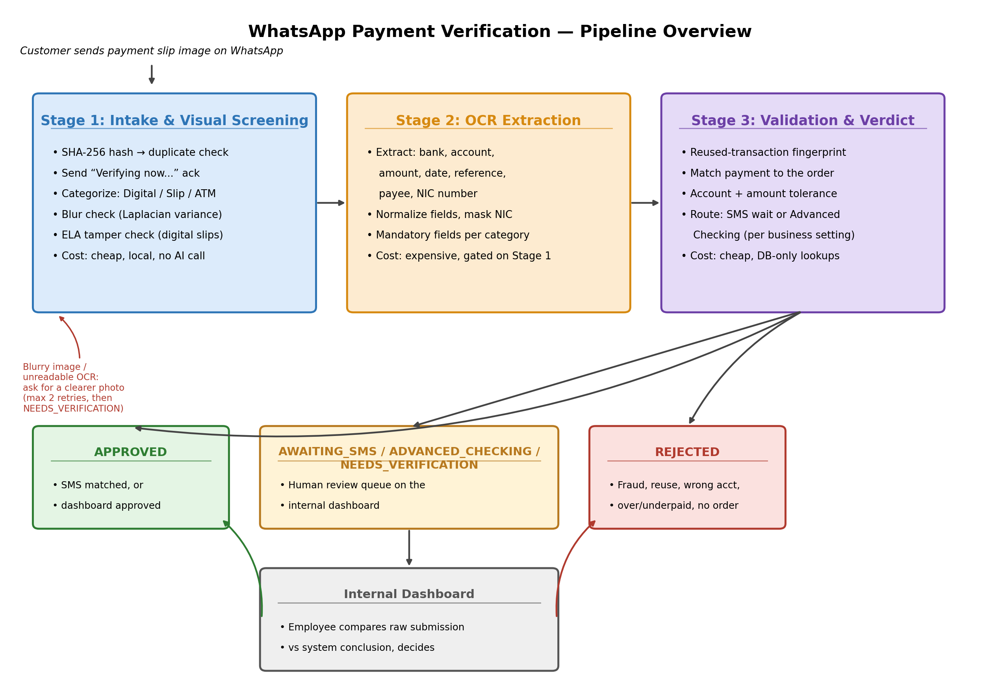 WhatsApp Payment Verification — Pipeline Overview
Customer sends payment slip image on WhatsApp
Stage 1: Intake & Visual Screening
• SHA-256 hash → duplicate check
• Send “Verifying now...” ack
• Categorize: Digital / Slip / ATM
• Blur check (Laplacian variance)
• ELA tamper check (digital slips)
• Cost: cheap, local, no AI call
Stage 2: OCR Extraction
• Extract: bank, account,
amount, date, reference,
payee, NIC number
• Normalize fields, mask NIC
• Mandatory fields per category
• Cost: expensive, gated on Stage 1
Stage 3: Validation & Verdict
• Reused-transaction fingerprint
• Match payment to the order
• Account + amount tolerance
• Route: SMS wait or Advanced
Checking (per business setting)
• Cost: cheap, DB-only lookups
Blurry image /
unreadable OCR:
ask for a clearer photo
(max 2 retries, then
NEEDS_VERIFICATION)
APPROVED
• SMS matched, or
• dashboard approved
AWAITING_SMS / ADVANCED_CHECKING /
NEEDS_VERIFICATION
• Human review queue on the
• internal dashboard
REJECTED
• Fraud, reuse, wrong acct,
• over/underpaid, no order
Internal Dashboard
• Employee compares raw submission
• vs system conclusion, decides